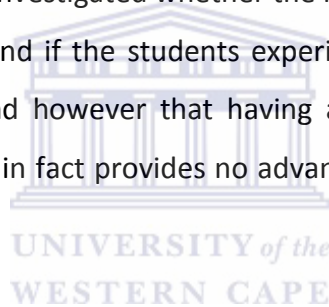 investigated whether the
nd if the students experi
d however that having a
in fact provides no advan
UNIVERSITY of the
WESTERN CAPE